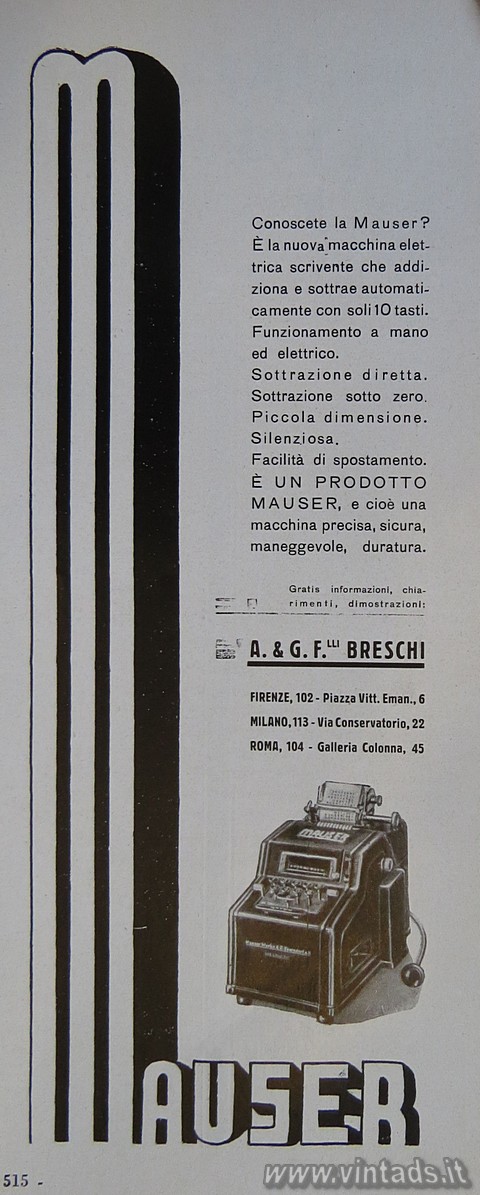 Conoscete la Mauser?
È la nuova macchina elet-
trica scrivente che addi-
ziona e sottrae automati-
camente con soli 10 tasti.
Funzionamento a mano
ed elettrico.
Sottrazione diretta.
Sottrazione sotto zero.
Piccola dimensione.
Silenziosa.
Facilità di spostamento.
È UN PRODOTTO
MAUSER, e cioè una
macchina precisa, sicura,
maneggevole, duratura.
Gratis informazioni, chia-
rimenti, dimostrazioni:
A. & G. F.LLI BRESCHI
FIRENZE, 102 - Piazza Vitt. Eman., 6
MILANO, 113 - Via Conservatorio, 22
ROMA, 104 - Galleria Colonna, 45
MAUSER
MAUSER
515 -
www.vintads.it